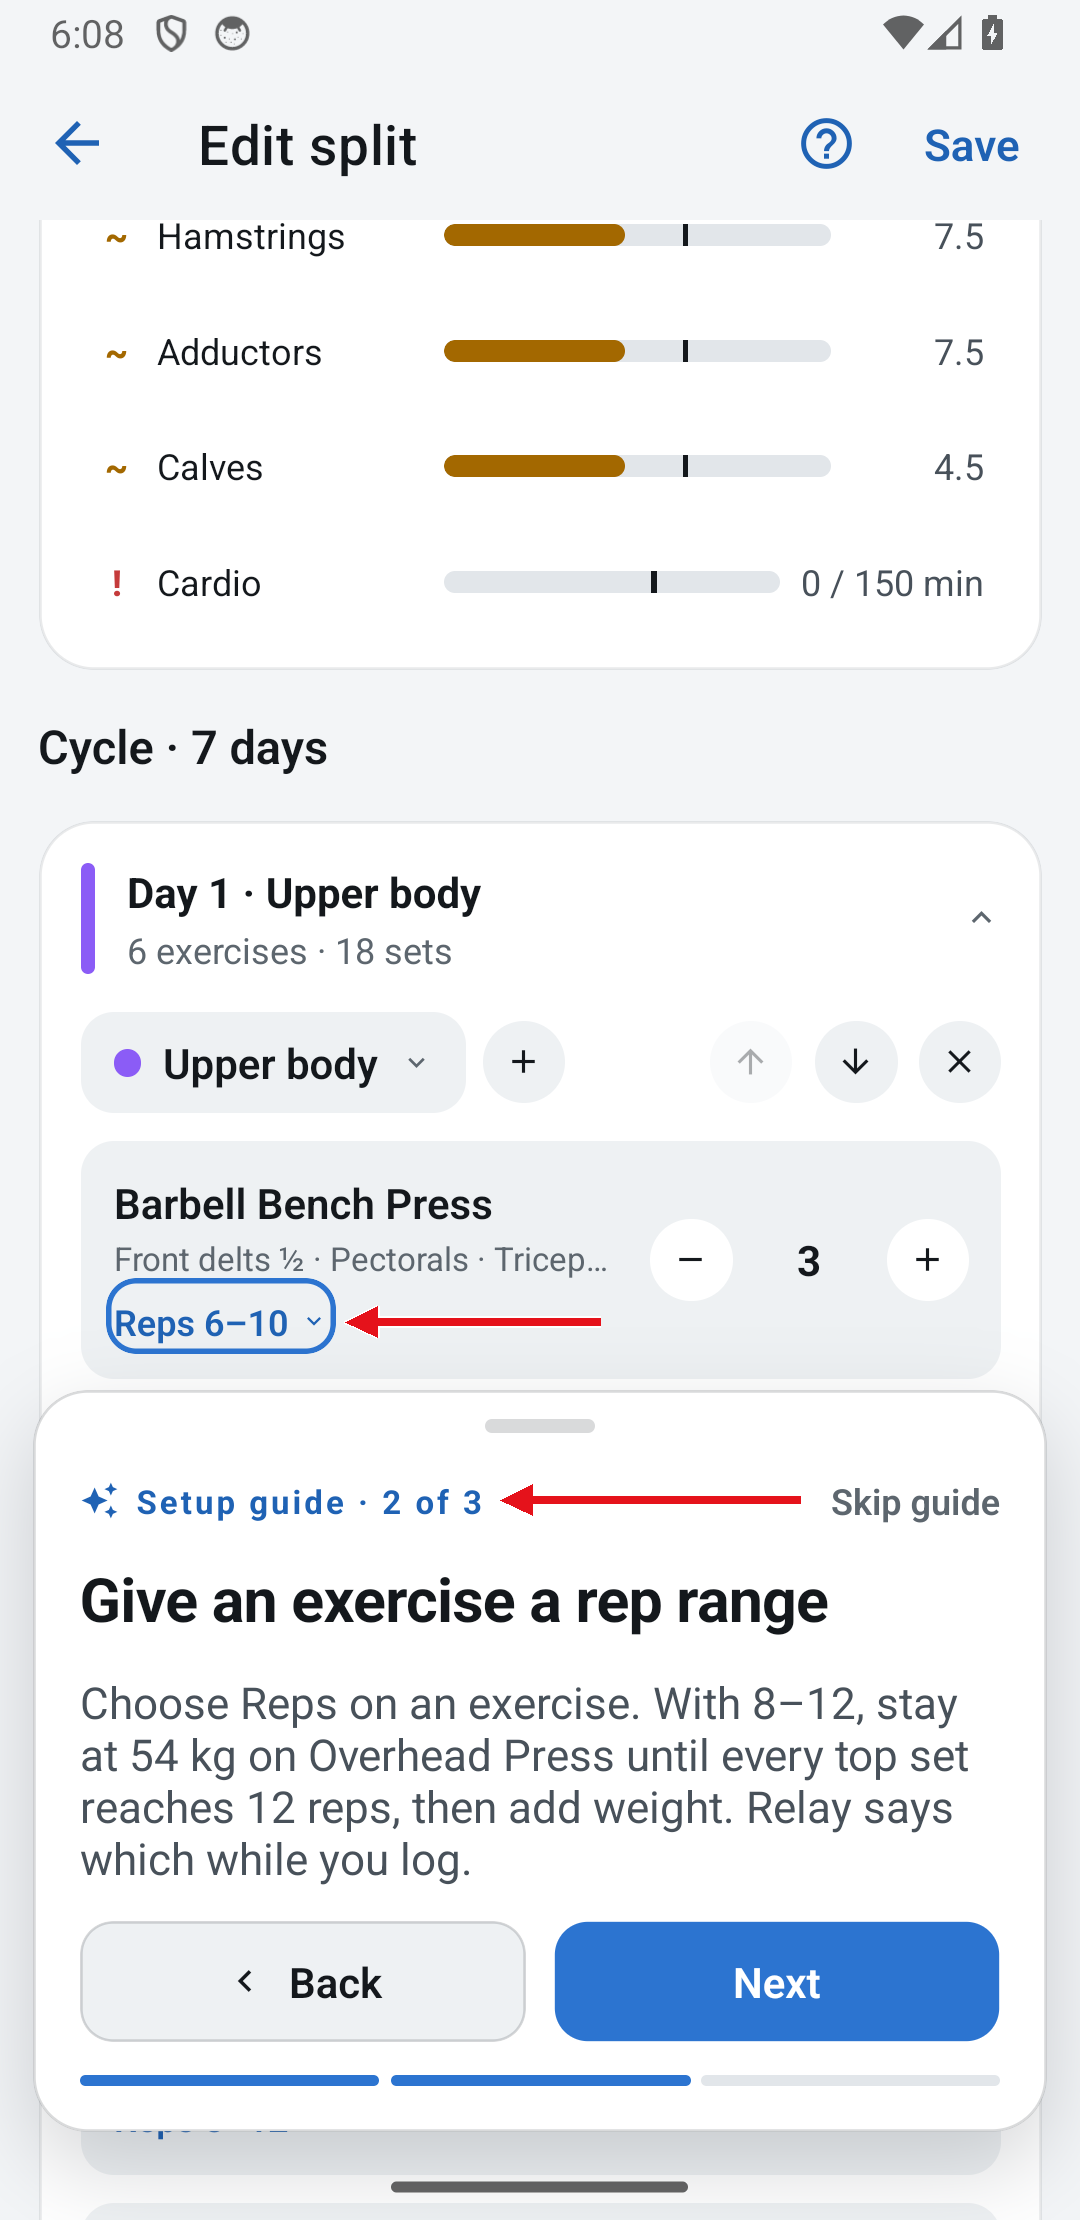 6:08
Edit split
Save
~ Hamstrings 7.5
~ Adductors 7.5
~ Calves 4.5
! Cardio 0 / 150 min
Cycle · 7 days
Day 1 · Upper body
6 exercises · 18 sets
Upper body
Barbell Bench Press
Front delts ½ · Pectorals · Tricep…
3
Reps 6–10
Setup guide · 2 of 3
Skip guide
Give an exercise a rep range
Choose Reps on an exercise. With 8–12, stay
at 54 kg on Overhead Press until every top set
reaches 12 reps, then add weight. Relay says
which while you log.
Back
Next